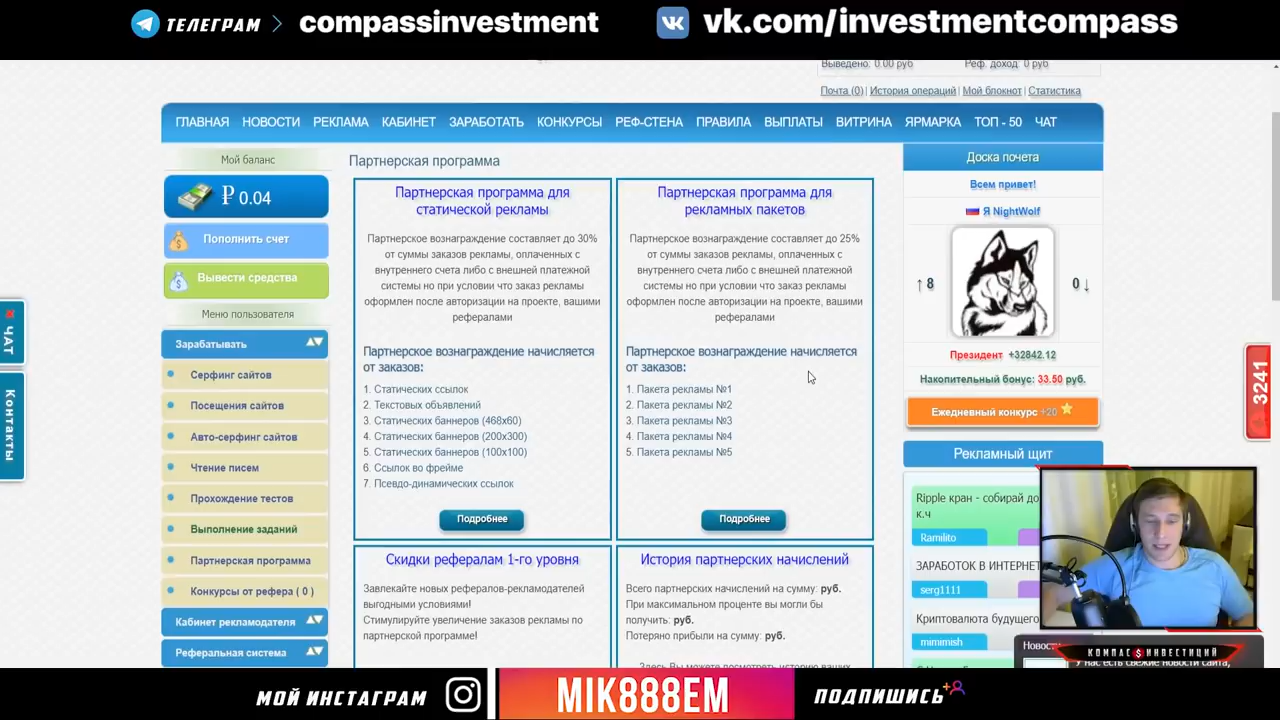 ТЕЛЕГРАМ > compassinvestment
vk.com/investmentcompass
Выведено: 0.00 руб
Реф. доход: 0 руб
Почта (0) | История операций | Мой блокнот | Статистика
ГЛАВНАЯ НОВОСТИ РЕКЛАМА КАБИНЕТ ЗАРАБОТАТЬ КОНКУРСЫ РЕФ-СТЕНА ПРАВИЛА ВЫПЛАТЫ ВИТРИНА ЯРМАРКА ТОП - 50 ЧАТ
Мой баланс
₽ 0.04
Пополнить счет
Вывести средства
Меню пользователя
Зарабатывать
Серфинг сайтов
Посещения сайтов
Авто-серфинг сайтов
Чтение писем
Прохождение тестов
Выполнение заданий
Партнерская программа
Конкурсы от рефера ( 0 )
Кабинет рекламодателя
Реферальная система
ЧАТ
Контакты
Партнерская программа
Партнерская программа для
статической рекламы
Партнерское вознаграждение составляет до 30%
от суммы заказов рекламы, оплаченных с
внутреннего счета либо с внешней платежной
системы но при условии что заказ рекламы
оформлен после авторизации на проекте, вашими
рефералами
Партнерское вознаграждение начисляется
от заказов:
1. Статических ссылок
2. Текстовых объявлений
3. Статических баннеров (468x60)
4. Статических баннеров (200x300)
5. Статических баннеров (100x100)
6. Ссылок во фрейме
7. Псевдо-динамических ссылок
Подробнее
Партнерская программа для
рекламных пакетов
Партнерское вознаграждение составляет до 25%
от суммы заказов рекламы, оплаченных с
внутреннего счета либо с внешней платежной
системы но при условии что заказ рекламы
оформлен после авторизации на проекте, вашими
рефералами
Партнерское вознаграждение начисляется
от заказов:
1. Пакета рекламы №1
2. Пакета рекламы №2
3. Пакета рекламы №3
4. Пакета рекламы №4
5. Пакета рекламы №5
Подробнее
Скидки рефералам 1-го уровня
Завлекайте новых рефералов-рекламодателей
выгодными условиями!
Стимулируйте увеличение заказов рекламы по
партнерской программе!
История партнерских начислений
Всего партнерских начислений на сумму: руб.
При максимальном проценте вы могли бы
получить: руб.
Потеряно прибыли на сумму: руб.
Здесь Вы можете посмотреть историю ваших
Доска почета
Всем привет!
Я NightWolf
↑ 8
0 ↓
Президент +32842.12
Накопительный бонус: 33.50 руб.
Ежедневный конкурс +20
3241
Рекламный щит
Ripple кран - собирай до
к.ч
Ramilito
ЗАРАБОТОК В ИНТЕРНЕТ
serg1111
Криптовалюта будущего
mimimish
Новос
КОМПАС ИНВЕСТИЦИЙ
У нас есть свежие новости сайта,
МОЙ ИНСТАГРАМ
MIK888EM
ПОДПИШИСЬ